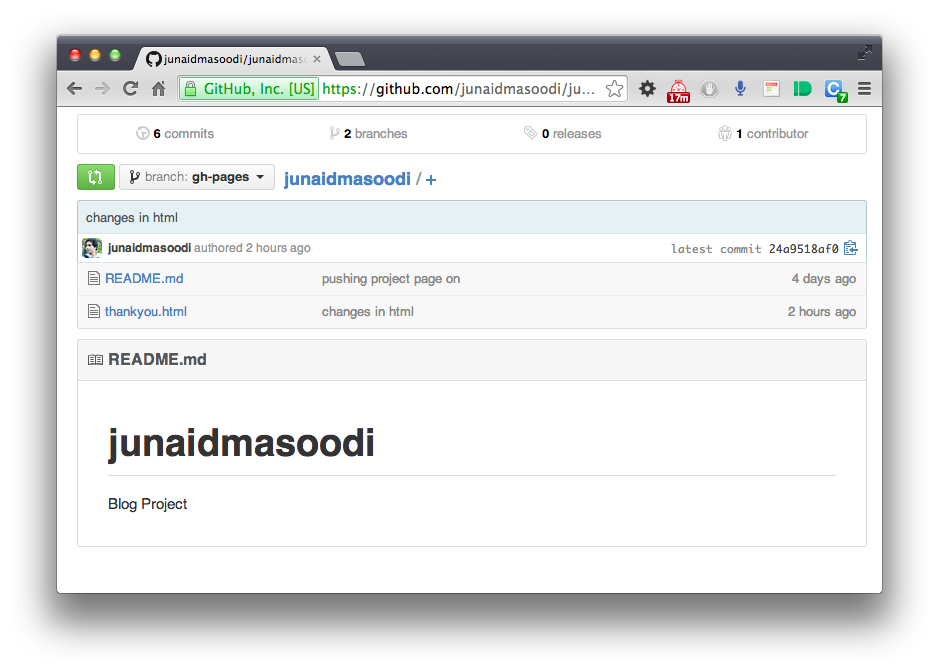 junaidmasoodi/junaidmaso
GitHub, Inc. [US] https://github.com/junaidmasoodi/ju...
17m
C 7
6 commits 2 branches 0 releases 1 contributor
branch: gh-pages junaidmasoodi / +
changes in html
junaidmasoodi authored 2 hours ago latest commit 24a9518af0
README.md pushing project page on 4 days ago
thankyou.html changes in html 2 hours ago
README.md
junaidmasoodi
Blog Project